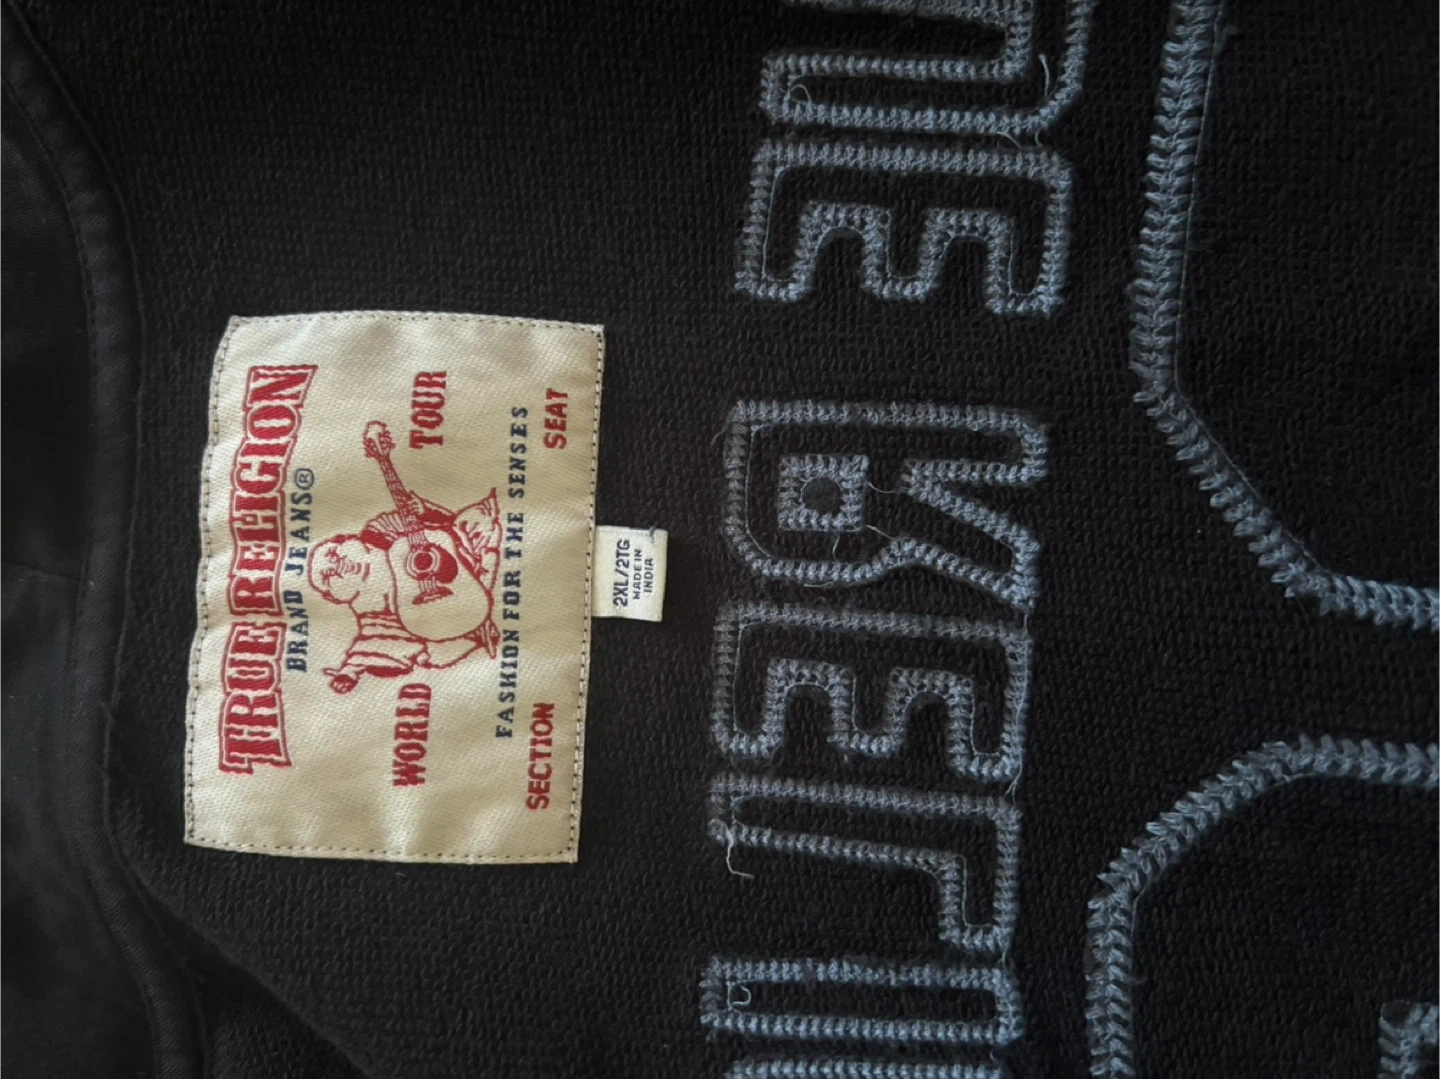 TRUE RELIGION
BRAND JEANS®
WORLD TOUR
FASHION FOR THE SENSES
SECTION SEAT
2XL/2TG
MADE IN
INDIA